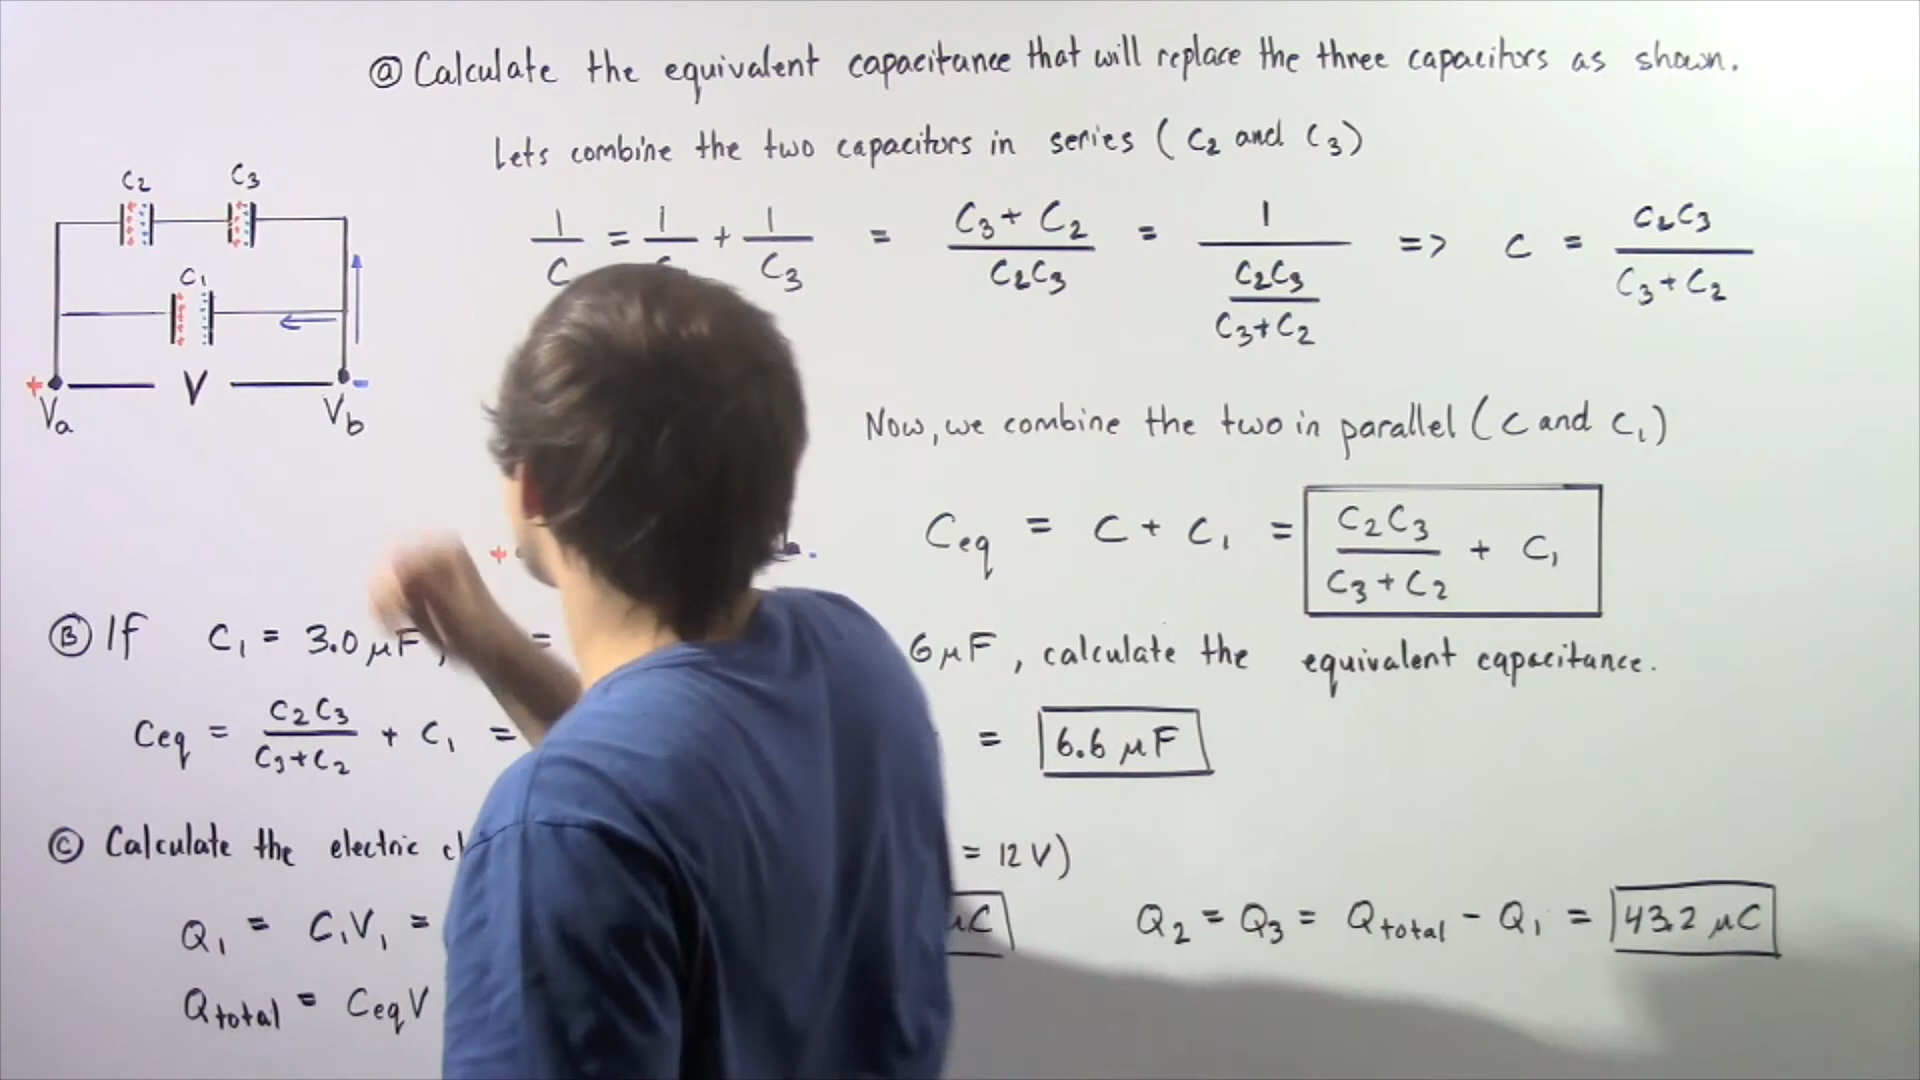 ⓐ Calculate the equivalent capacitance that will replace the three capacitors as shown.
Lets combine the two capacitors in series (C2 and C3)
C2 C3
C1
+ V -
Va Vb
1/C = 1/ + 1/C3 = C3 + C2 / C2C3 = 1 / C2C3 / C3+C2 => C = C2C3 / C3+C2
Now, we combine the two in parallel (C and C1)
+ -
Ceq = C + C1 = C2C3 / C3+C2 + C1
Ⓑ If C1 = 3.0 μF, = 6μF, calculate the equivalent capacitance.
Ceq = C2C3 / C3+C2 + C1 = = 6.6 μF
Ⓒ Calculate the electric = 12 V)
Q1 = C1V1 = μC Q2 = Q3 = Qtotal - Q1 = 43.2 μC
Qtotal = CeqV